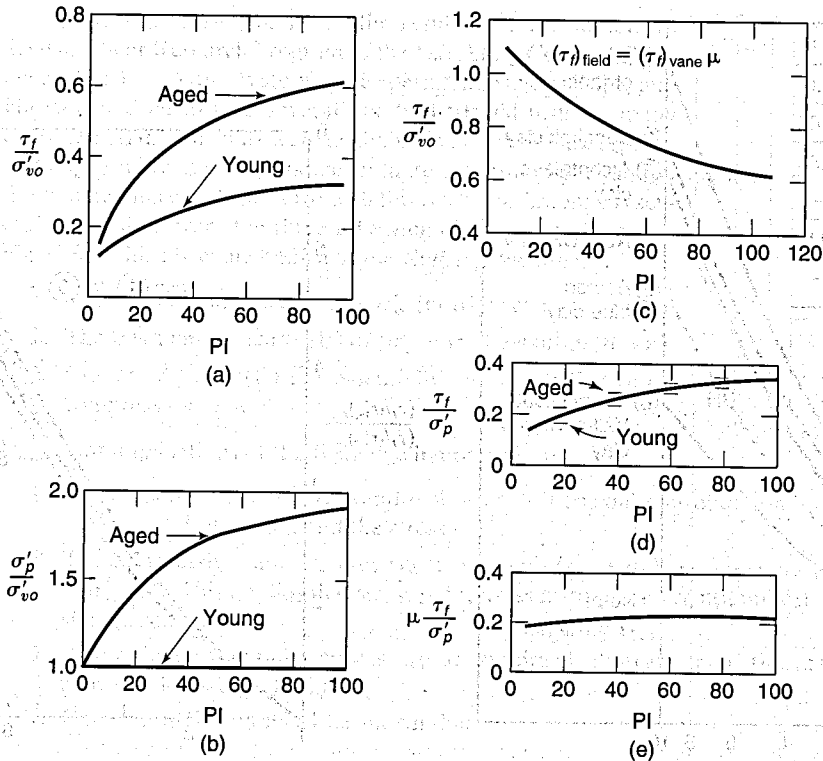 0.8
0.6
0.4
0.2
τf
σ′vo
Aged
Young
0 20 40 60 80 100
PI
(a)
2.0
1.5
1.0
σ′p
σ′vo
Aged
Young
0 20 40 60 80 100
PI
(b)
1.2
1.0
0.8
0.6
0.4
τf
σ′vo
(τf)field = (τf)vane μ
0 20 40 60 80 100 120
PI
(c)
0.4
0.2
0
τf
σ′p
Aged
Young
0 20 40 60 80 100
PI
(d)
0.4
0.2
0
μ τf
σ′p
0 20 40 60 80 100
PI
(e)